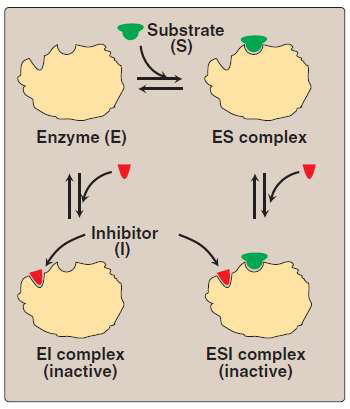 Substrate
(S)
Enzyme (E)
ES complex
Inhibitor
(I)
EI complex
(inactive)
ESI complex
(inactive)